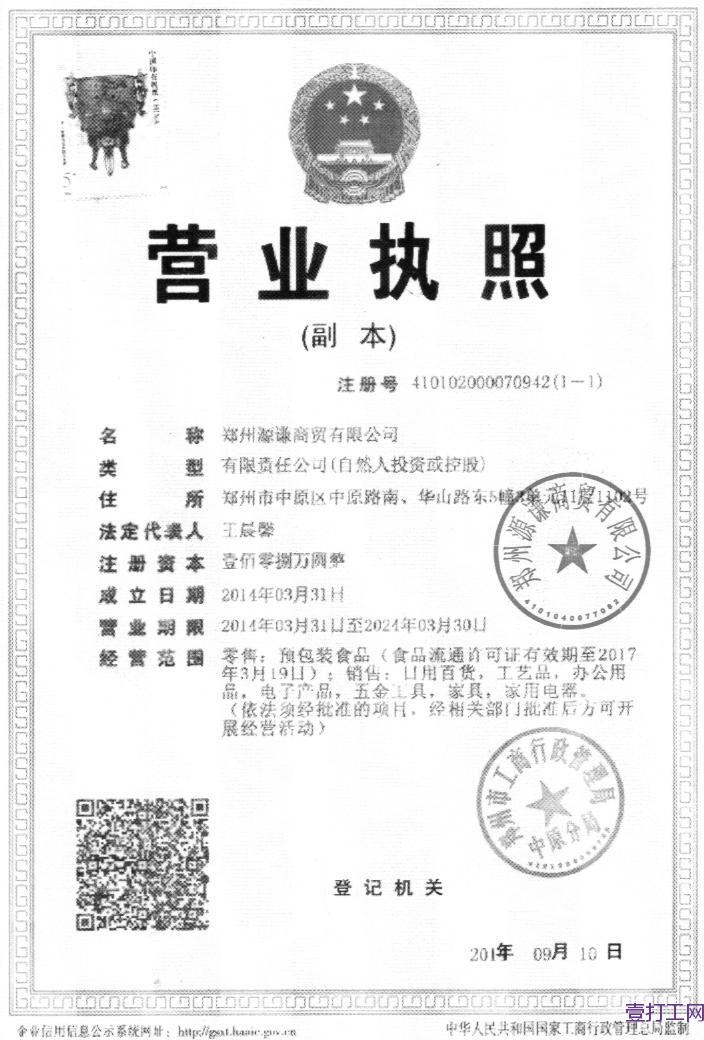 营业执照
(副 本)
注册号 410102000070942(1-1)
名称 郑州源谦商贸有限公司
类型 有限责任公司(自然人投资或控股)
住所 郑州市中原区中原路南、华山路东5幢3单元11层1102号
法定代表人 王晨馨
注册资本 壹佰零捌万圆整
成立日期 2014年03月31日
营业期限 2014年03月31日至2024年03月30日
经营范围 零售：预包装食品（食品流通许可证有效期至2017
年3月19日）；销售：日用百货，工艺品，办公用
品，电子产品，五金工具，家具，家用电器。
（依法须经批准的项目，经相关部门批准后方可开
展经营活动）
郑州源谦商贸有限公司
4101040077082
郑州市工商行政管理局
中原分局
登记机关
2014年 09月 10 日
企业信用信息公示系统网址：http://gsxt.haaic.gov.cn
中华人民共和国国家工商行政管理总局监制
壹打工网